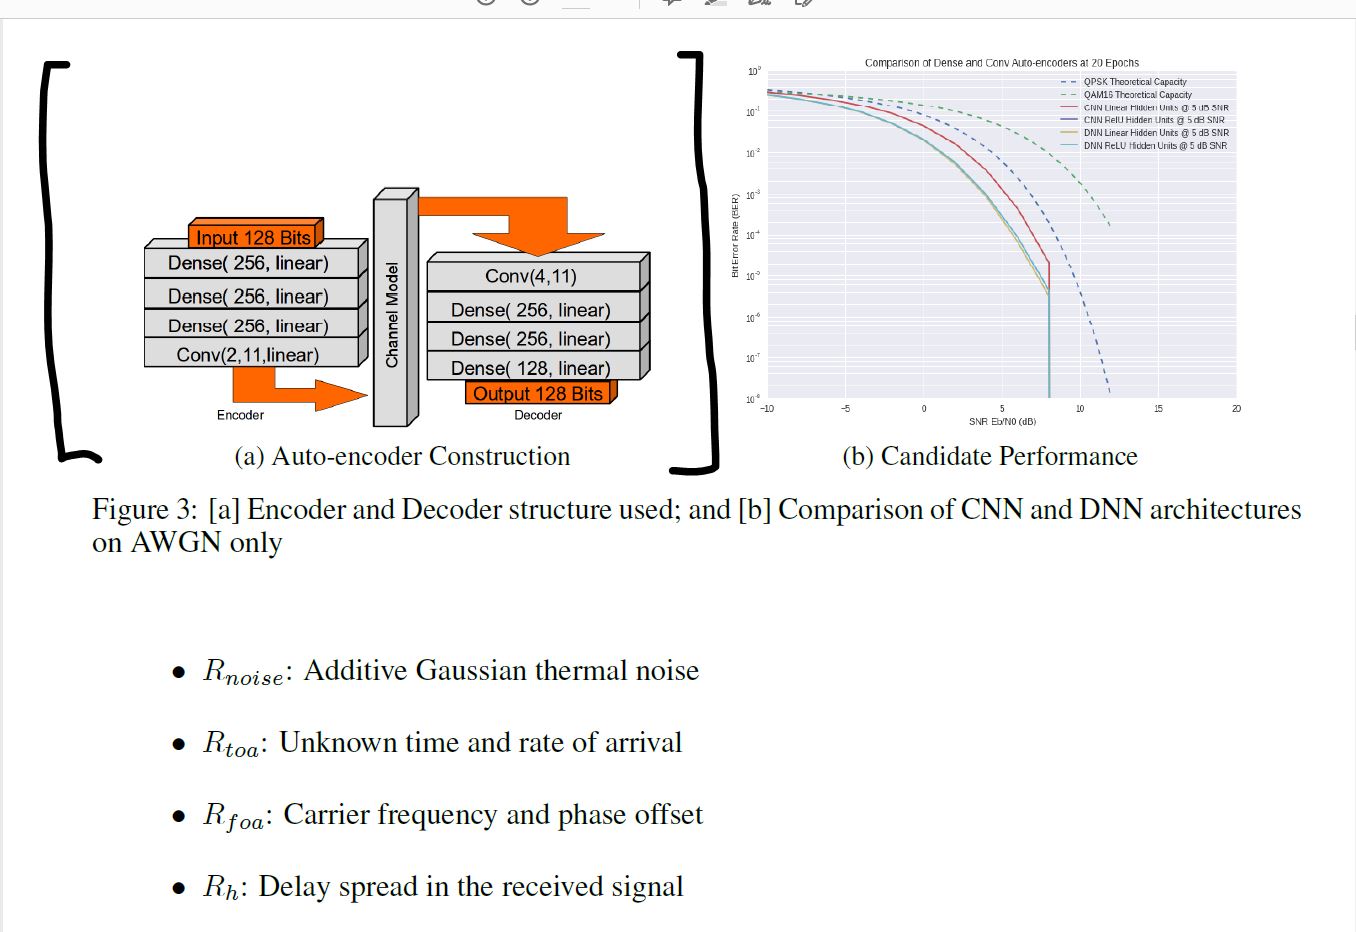 Input 128 Bits
Dense( 256, linear)
Dense( 256, linear)
Dense( 256, linear)
Conv(2,11,linear)
Encoder
Channel Model
Conv(4,11)
Dense( 256, linear)
Dense( 256, linear)
Dense( 128, linear)
Output 128 Bits
Decoder
(a) Auto-encoder Construction
Comparison of Dense and Conv Auto-encoders at 20 Epochs
QPSK Theoretical Capacity
QAM16 Theoretical Capacity
CNN Linear Hidden Units @ 5 dB SNR
CNN ReLU Hidden Units @ 5 dB SNR
DNN Linear Hidden Units @ 5 dB SNR
DNN ReLU Hidden Units @ 5 dB SNR
Bit Error Rate (BER)
10⁰
10⁻¹
10⁻²
10⁻³
10⁻⁴
10⁻⁵
10⁻⁶
10⁻⁷
10⁻⁸
−10 −5 0 5 10 15 20
SNR Eb/N0 (dB)
(b) Candidate Performance
Figure 3: [a] Encoder and Decoder structure used; and [b] Comparison of CNN and DNN architectures
on AWGN only
• R_noise: Additive Gaussian thermal noise
• R_toa: Unknown time and rate of arrival
• R_foa: Carrier frequency and phase offset
• R_h: Delay spread in the received signal